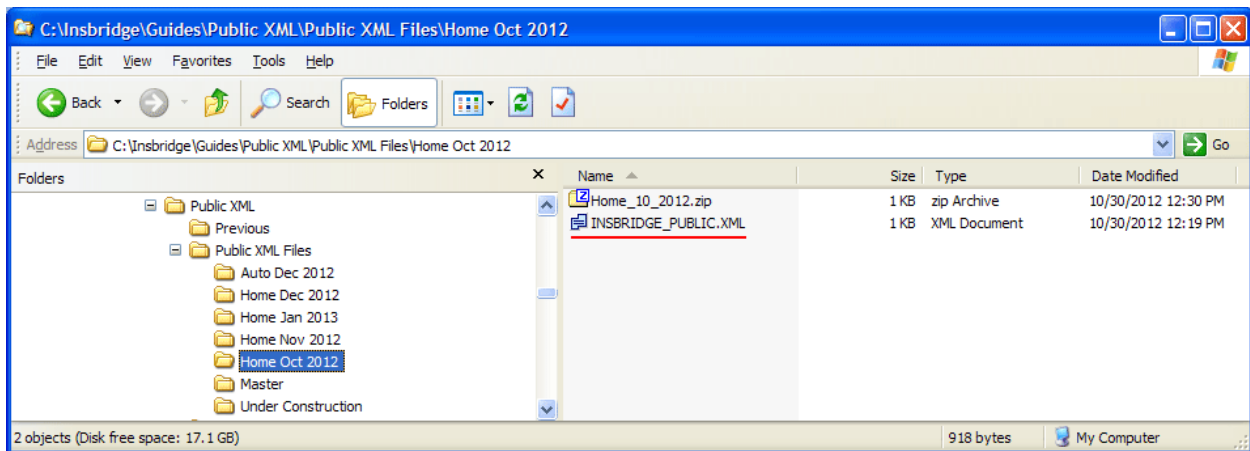 C:\Insbridge\Guides\Public XML\Public XML Files\Home Oct 2012
File Edit View Favorites Tools Help
Back Search Folders
Address C:\Insbridge\Guides\Public XML\Public XML Files\Home Oct 2012 Go
Folders x Name Size Type Date Modified
Public XML
Previous
Public XML Files
Auto Dec 2012
Home Dec 2012
Home Jan 2013
Home Nov 2012
Home Oct 2012
Master
Under Construction
Home_10_2012.zip 1 KB zip Archive 10/30/2012 12:30 PM
INSBRIDGE_PUBLIC.XML 1 KB XML Document 10/30/2012 12:19 PM
2 objects (Disk free space: 17.1 GB) 918 bytes My Computer